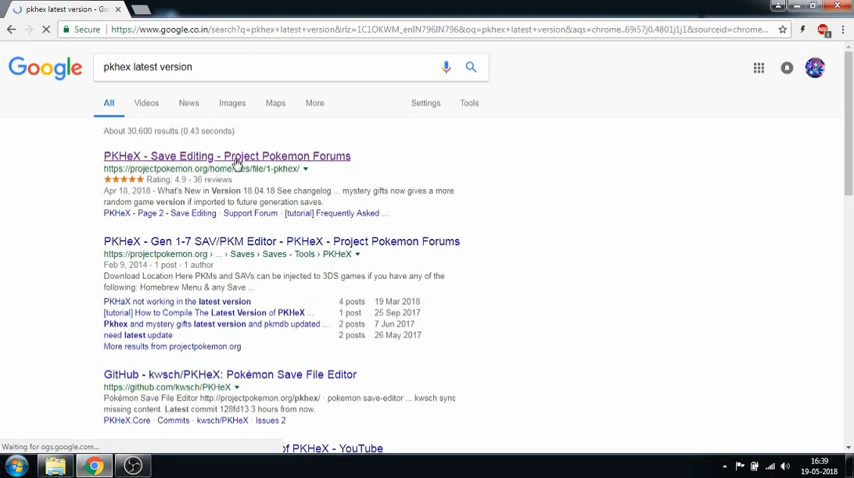 pkhex latest version - Go
Secure
https://www.google.co.in/search?q=pkhex+latest+version&rlz=1C1OKWM_enIN796IN796&oq=pkhex+latest+version&aqs=chrome..69i57j0.4801j1j1&sourceid=chrome
Google
pkhex latest version
All Videos News Images Maps More Settings Tools
About 30,600 results (0.43 seconds)
PKHeX - Save Editing - Project Pokemon Forums
https://projectpokemon.org/home/files/file/1-pkhex/
Rating: 4.9 - 36 reviews
Apr 18, 2018 - What's New in Version 18.04.18 See changelog ... mystery gifts now gives a more
random game version if imported to future generation saves.
PKHeX - Page 2 - Save Editing · Support Forum · [tutorial] Frequently Asked ...
PKHeX - Gen 1-7 SAV/PKM Editor - PKHeX - Project Pokemon Forums
https://projectpokemon.org › ... › Saves › Saves - Tools › PKHeX
Feb 9, 2014 - 1 post - 1 author
Download Location Here PKMs and SAVs can be injected to 3DS games if you have any of the
following: Homebrew Menu & any Save ...
PKHaX not working in the latest version 4 posts 19 Mar 2018
[tutorial] How to Compile The Latest Version of PKHeX ... 1 post 25 Sep 2017
Pkhex and mystery gifts latest version and pkmdb updated ... 2 posts 7 Jun 2017
need latest update 2 posts 26 May 2017
More results from projectpokemon.org
GitHub - kwsch/PKHeX: Pokémon Save File Editor
https://github.com/kwsch/PKHeX
Pokémon Save File Editor http://projectpokemon.org/pkhex/ · pokemon save-editor ... kwsch sync
missing content. Latest commit 128fd13 3 hours from now.
PKHeX.Core · Commits · kwsch/PKHeX · Issues 2
of PKHeX - YouTube
Waiting for ogs.google.com...
16:39
19-05-2018